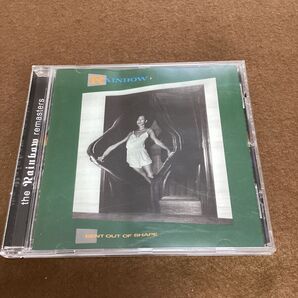 RAINBOW
BENT OUT OF SHAPE
the Rainbow remasters